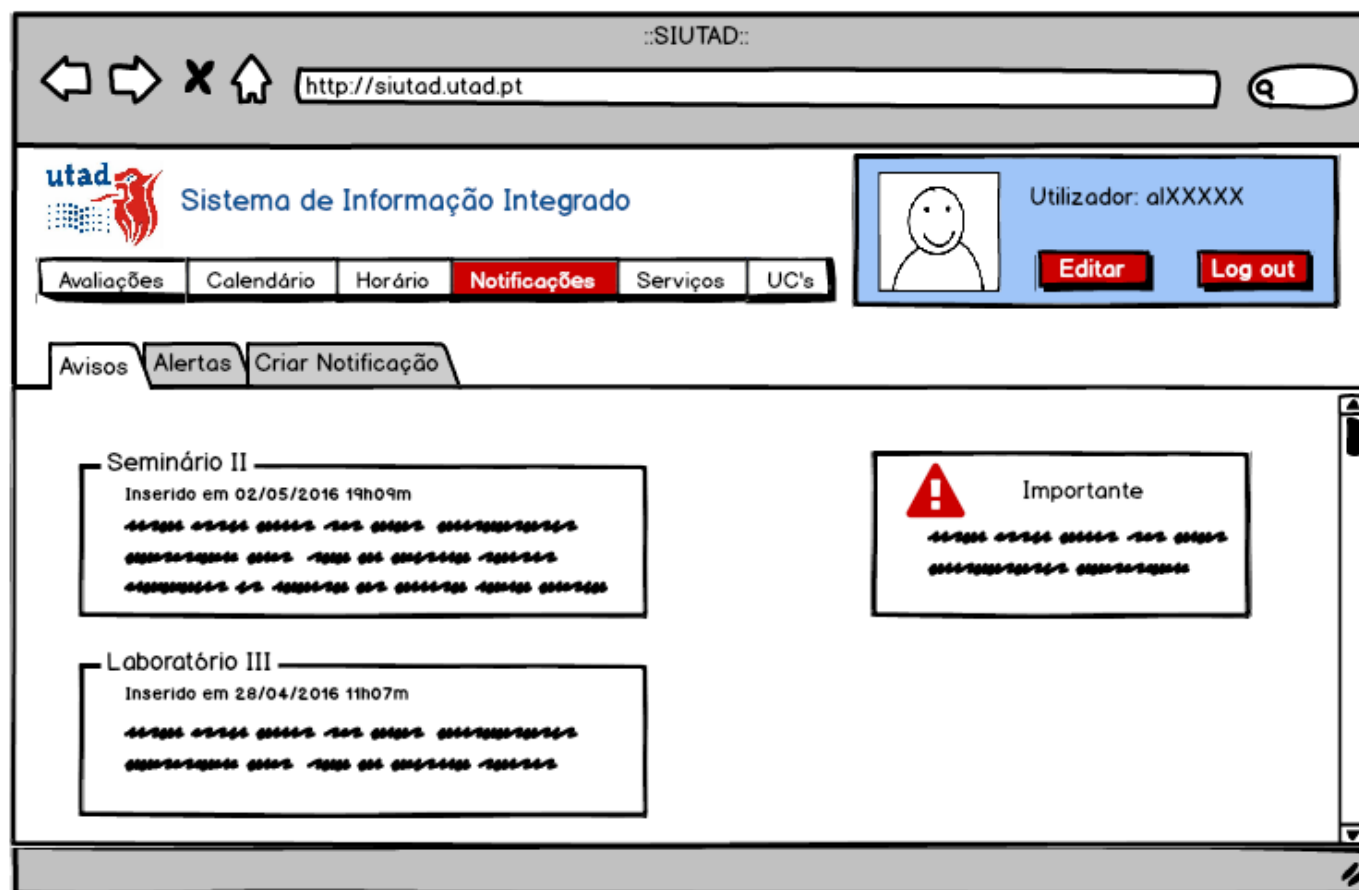 ::SIUTAD::
http://siutad.utad.pt
utad
Sistema de Informação Integrado
Utilizador: alXXXXX
Editar
Log out
Avaliações
Calendário
Horário
Notificações
Serviços
UC's
Avisos
Alertas
Criar Notificação
Seminário II
Inserido em 02/05/2016 19h09m
Importante
Laboratório III
Inserido em 28/04/2016 11h07m